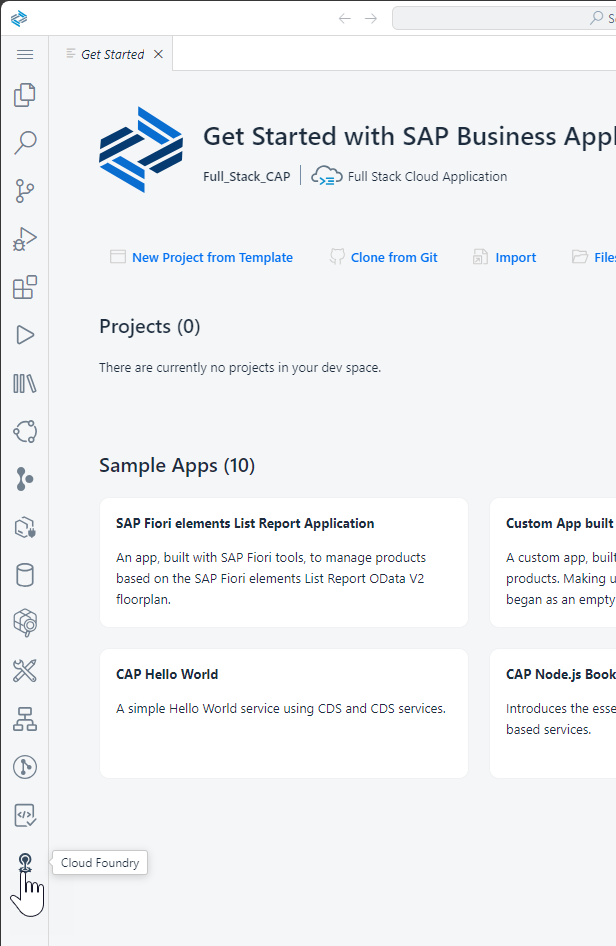 S
Get Started
Get Started with SAP Business Appl
Full_Stack_CAP
Full Stack Cloud Application
New Project from Template
Clone from Git
Import
Files
Projects (0)
There are currently no projects in your dev space.
Sample Apps (10)
SAP Fiori elements List Report Application
An app, built with SAP Fiori tools, to manage products
based on the SAP Fiori elements List Report OData V2
floorplan.
Custom App built
A custom app, built
products. Making u
began as an empty
CAP Hello World
A simple Hello World service using CDS and CDS services.
CAP Node.js Book
Introduces the esse
based services.
Cloud Foundry